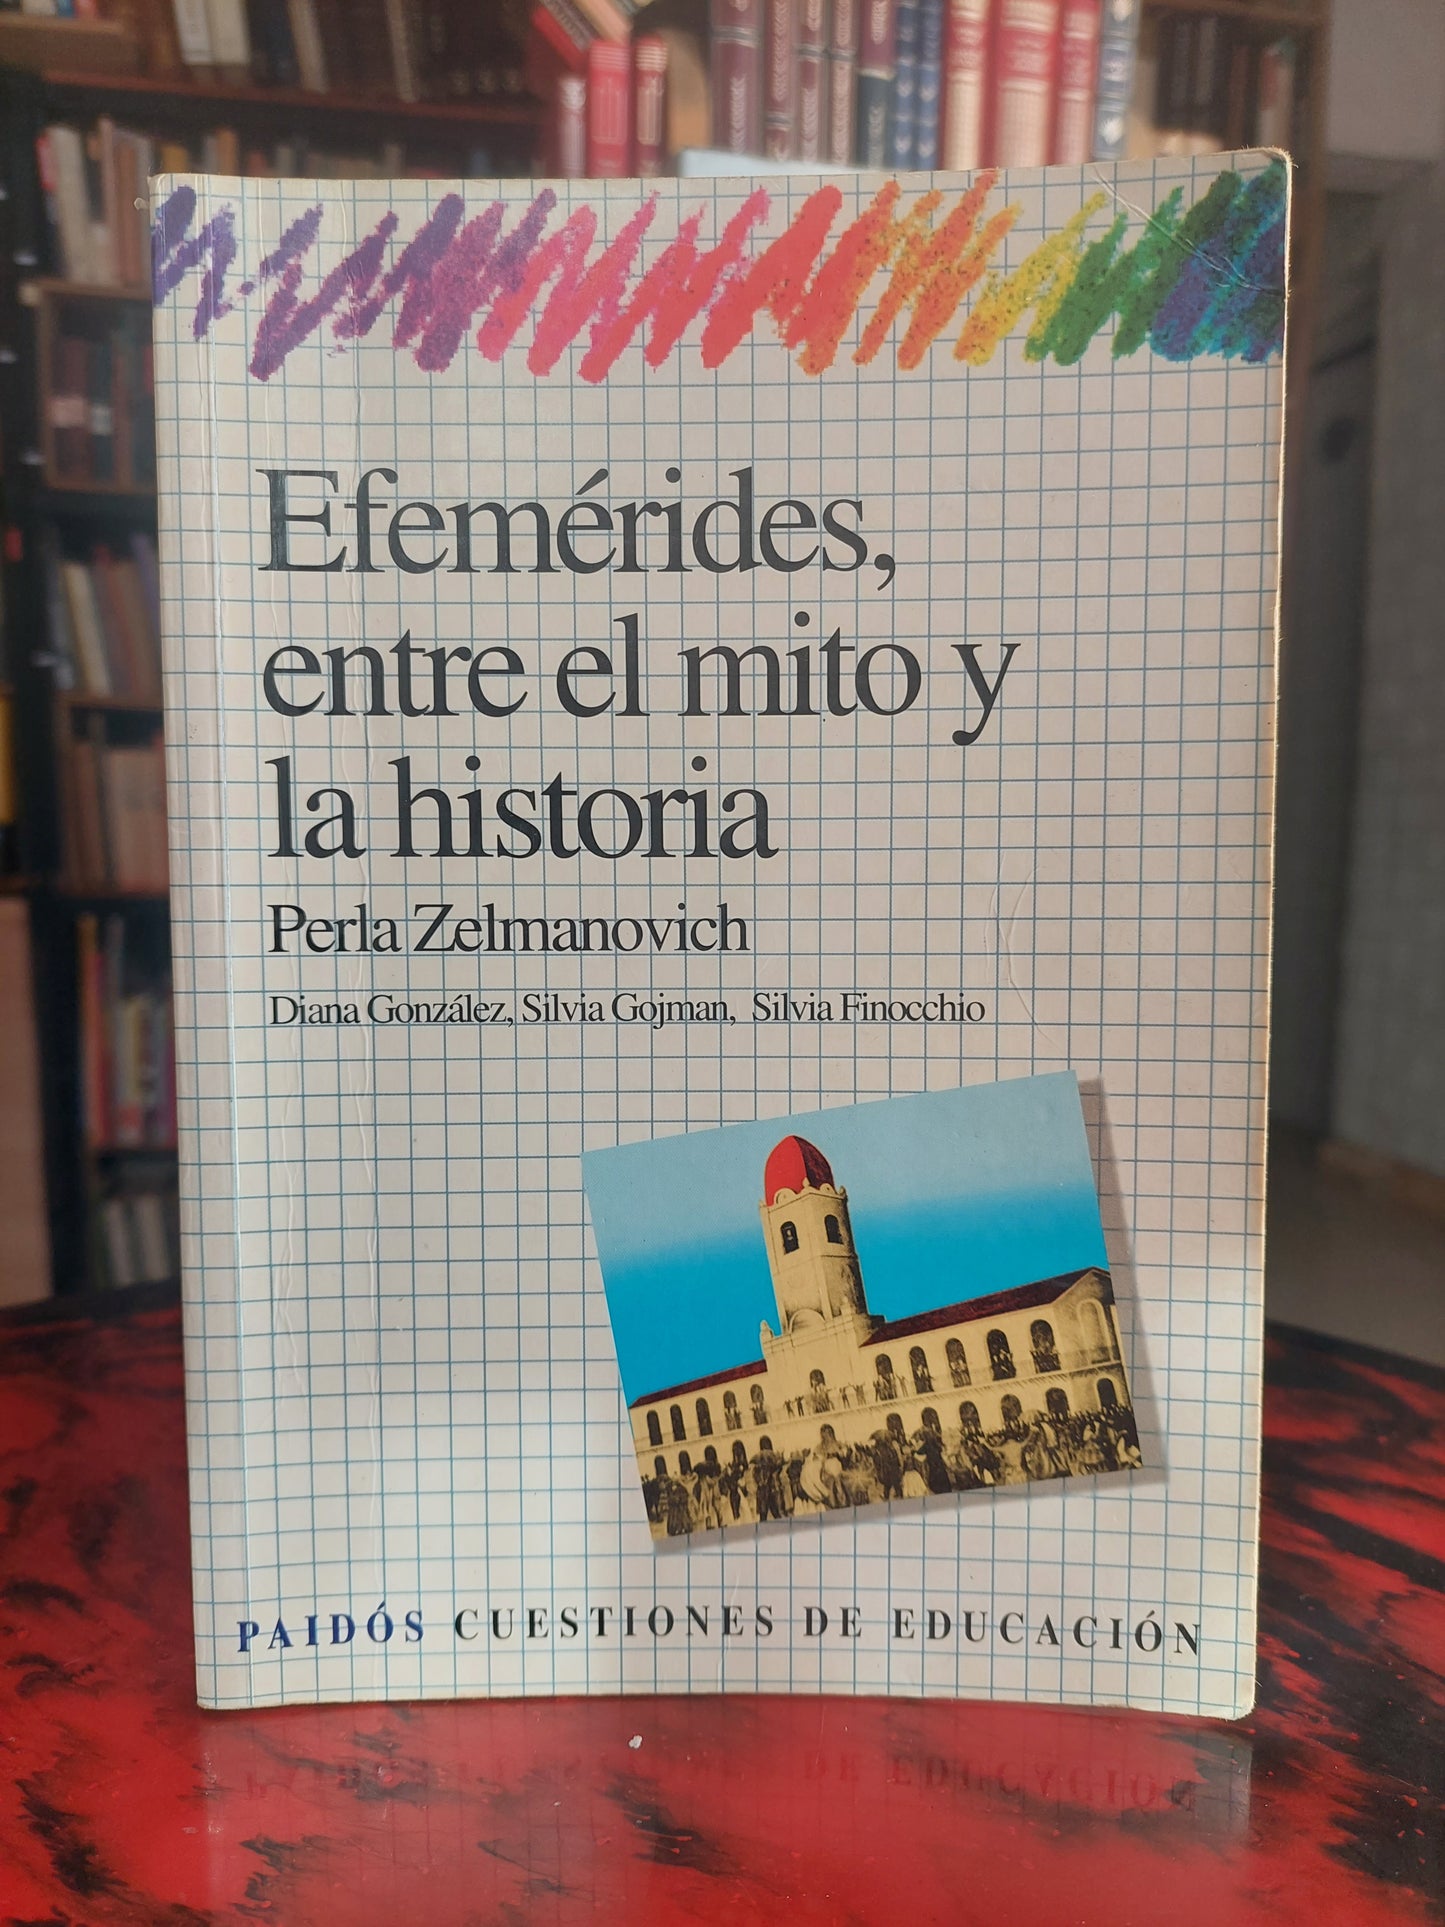 Efemérides,
entre el mito y
la historia
Perla Zelmanovich
Diana González, Silvia Gojman, Silvia Finocchio
PAIDÓS CUESTIONES DE EDUCACIÓN